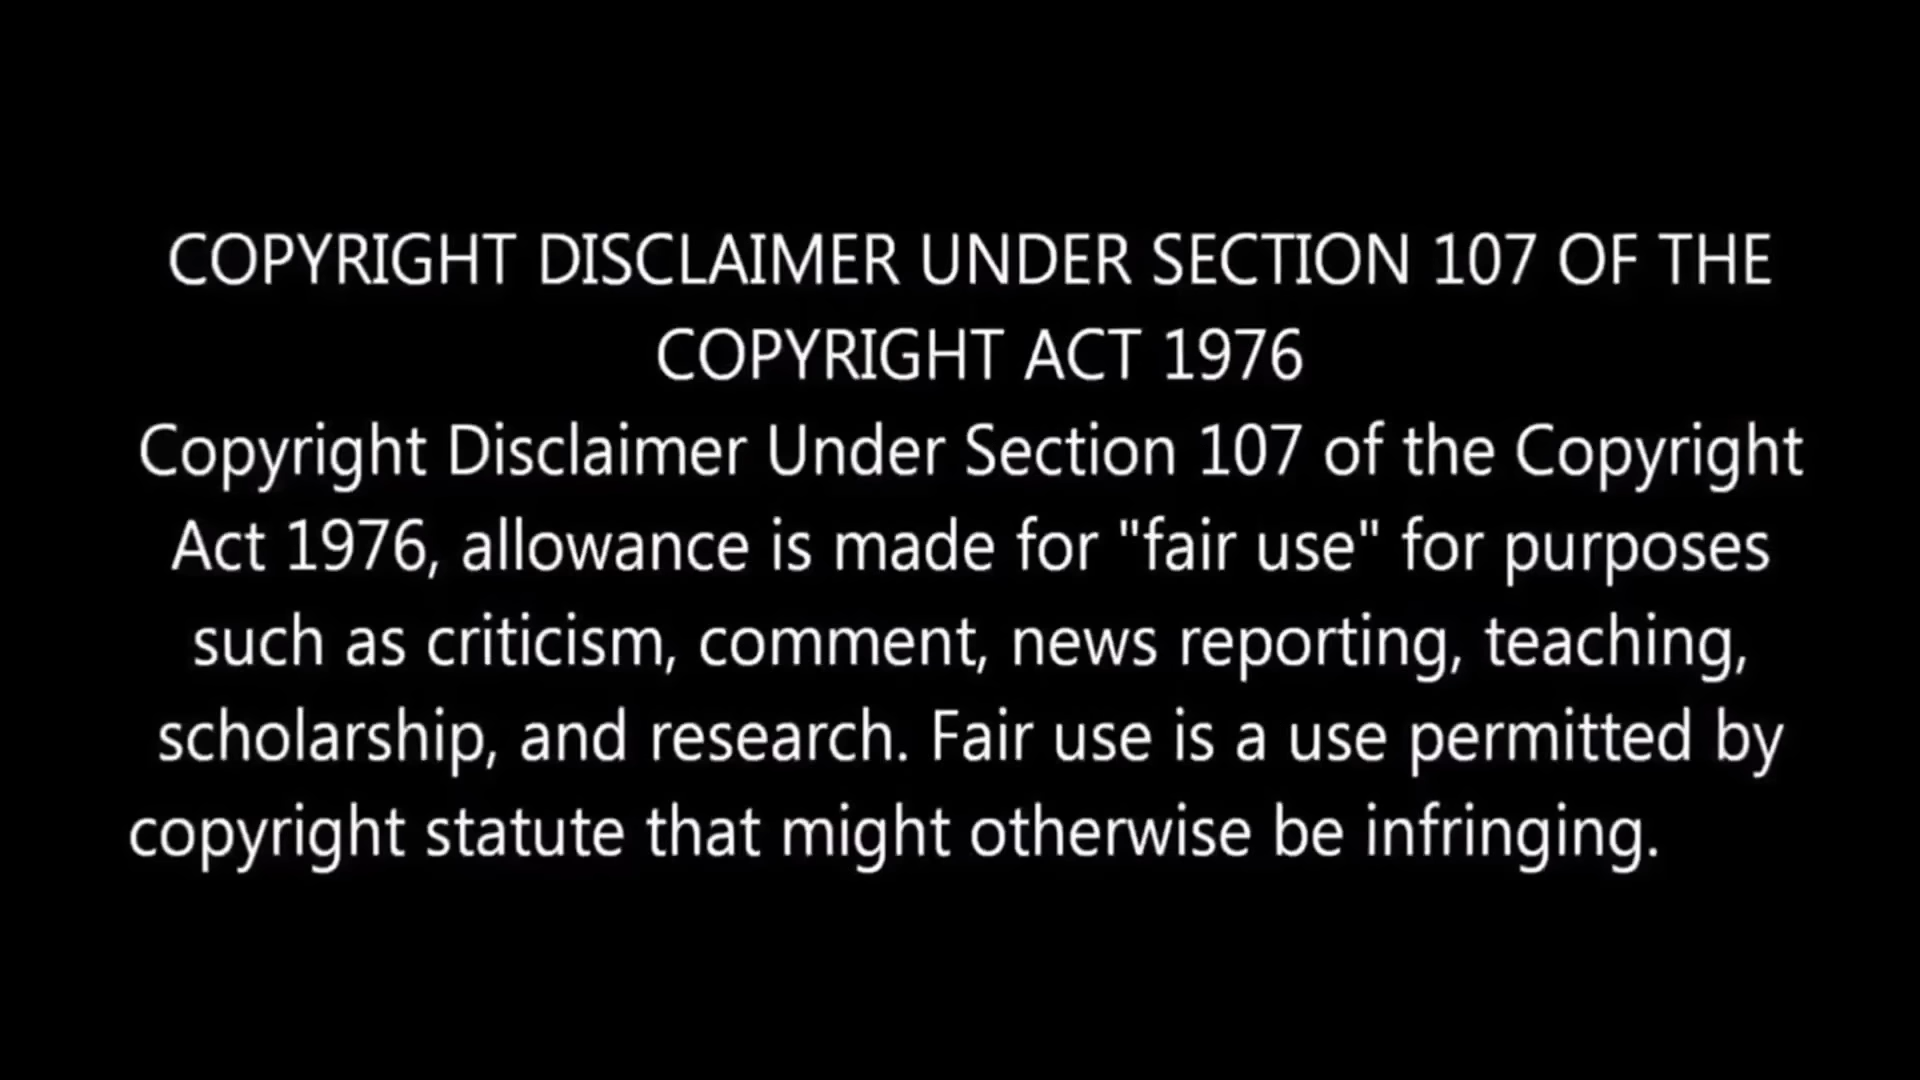 COPYRIGHT DISCLAIMER UNDER SECTION 107 OF THE
COPYRIGHT ACT 1976
Copyright Disclaimer Under Section 107 of the Copyright
Act 1976, allowance is made for "fair use" for purposes
such as criticism, comment, news reporting, teaching,
scholarship, and research. Fair use is a use permitted by
copyright statute that might otherwise be infringing.